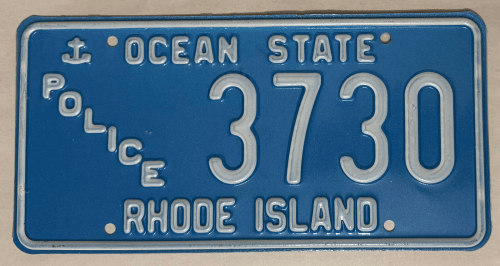 OCEAN STATE
POLICE
3730
RHODE ISLAND